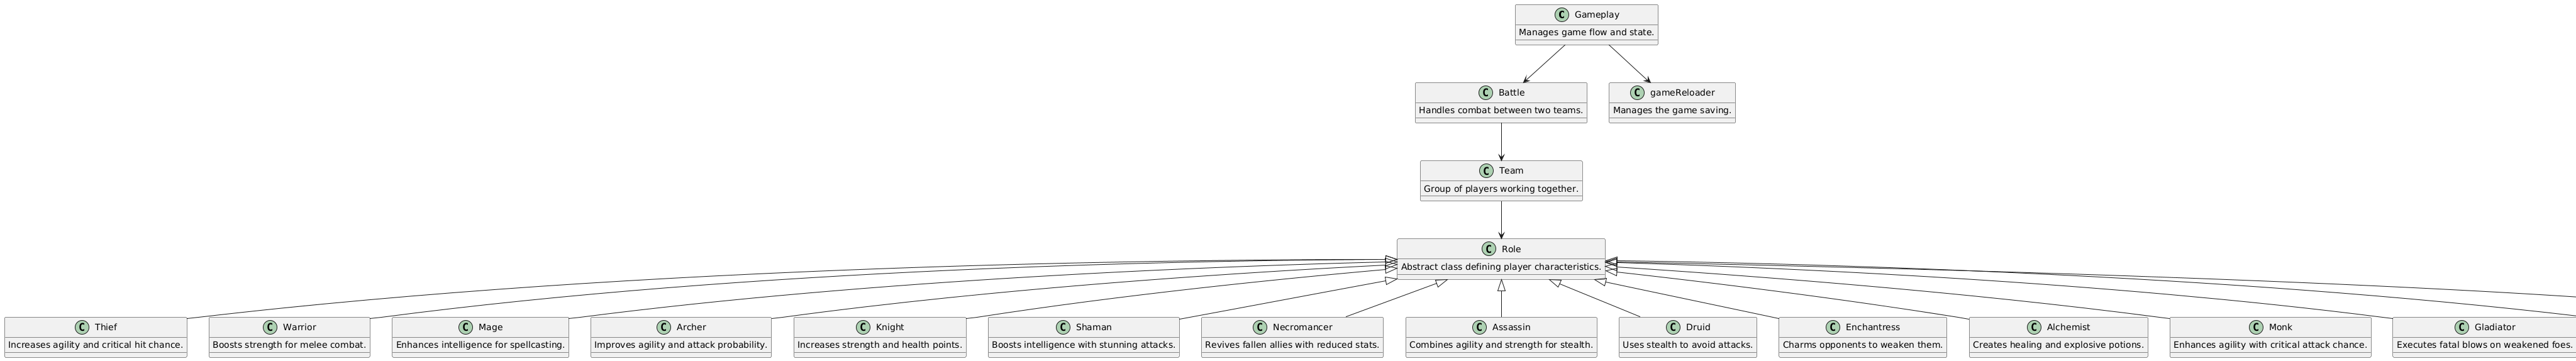 C Gameplay
Manages game flow and state.
C Battle
Handles combat between two teams.
C gameReloader
Manages the game saving.
C Team
Group of players working together.
C Role
Abstract class defining player characteristics.
C Thief
Increases agility and critical hit chance.
C Warrior
Boosts strength for melee combat.
C Mage
Enhances intelligence for spellcasting.
C Archer
Improves agility and attack probability.
C Knight
Increases strength and health points.
C Shaman
Boosts intelligence with stunning attacks.
C Necromancer
Revives fallen allies with reduced stats.
C Assassin
Combines agility and strength for stealth.
C Druid
Uses stealth to avoid attacks.
C Enchantress
Charms opponents to weaken them.
C Alchemist
Creates healing and explosive potions.
C Monk
Enhances agility with critical attack chance.
C Gladiator
Executes fatal blows on weakened foes.